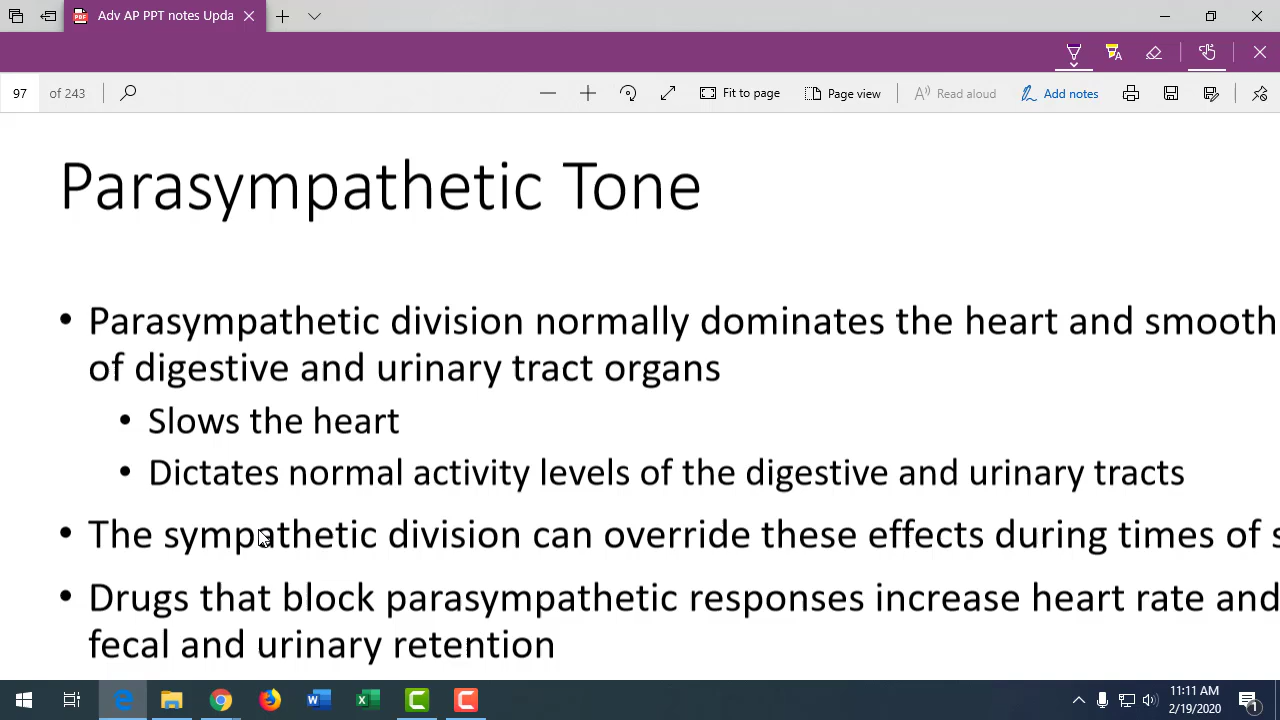 Adv AP PPT notes Upda
97 of 243
Fit to page
Page view
Read aloud
Add notes
Parasympathetic Tone
• Parasympathetic division normally dominates the heart and smooth
of digestive and urinary tract organs
• Slows the heart
• Dictates normal activity levels of the digestive and urinary tracts
• The sympathetic division can override these effects during times of s
• Drugs that block parasympathetic responses increase heart rate and
fecal and urinary retention
11:11 AM
2/19/2020